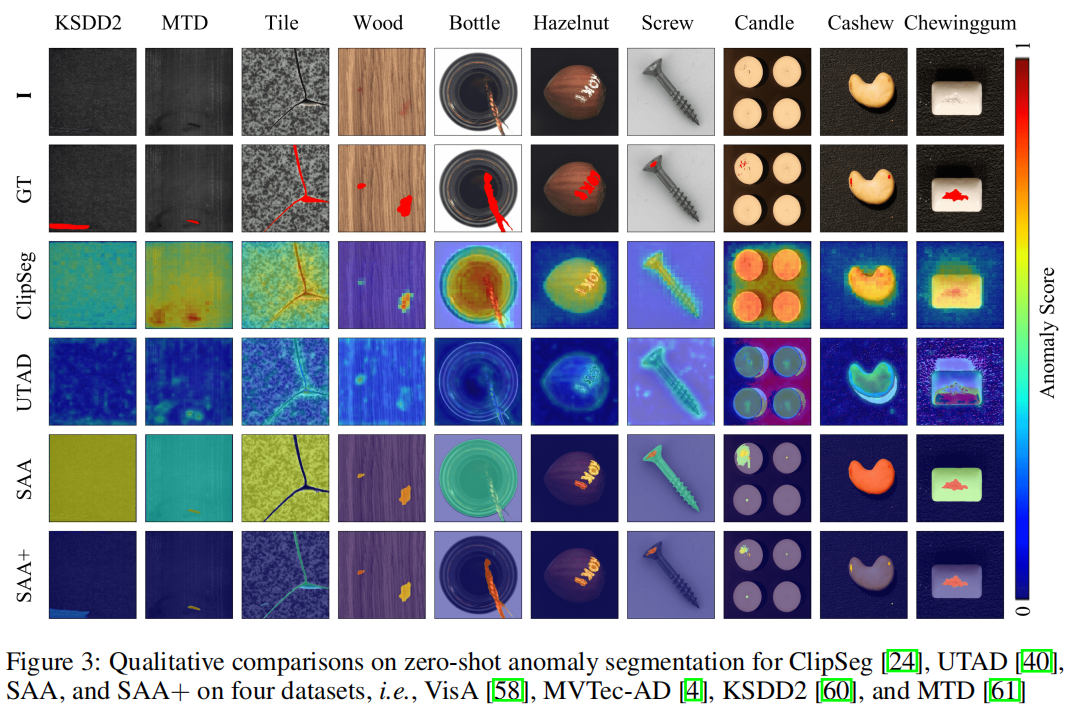 KSDD2 MTD Tile Wood Bottle Hazelnut Screw Candle Cashew Chewinggum
I
GT
ClipSeg
UTAD
SAA
SAA+
1
Anomaly Score
0
Figure 3: Qualitative comparisons on zero-shot anomaly segmentation for ClipSeg [24], UTAD [40],
SAA, and SAA+ on four datasets, i.e., VisA [58], MVTec-AD [4], KSDD2 [60], and MTD [61]